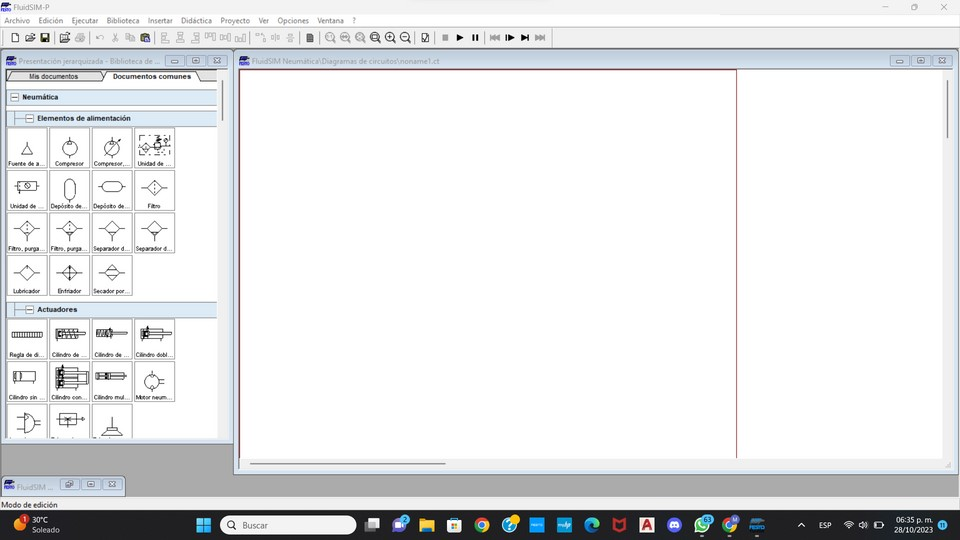 FluidSIM-P
Archivo Edición Ejecutar Biblioteca Insertar Didáctica Proyecto Ver Opciones Ventana ?
Presentación jerarquizada - Biblioteca de ...
FluidSIM Neumática\Diagramas de circuitos\noname1.ct
Mis documentos Documentos comunes
Neumática
Elementos de alimentación
Fuente de a... Compresor Compresor,... Unidad de ...
Unidad de ... Depósito de... Depósito de... Filtro
Filtro, purga... Filtro, purga... Separador d... Separador d...
Lubricador Enfriador Secador por...
Actuadores
Regla de di... Cilindro de ... Cilindro de ... Cilindro dobl...
Cilindro sin ... Cilindro con... Cilindro mul... Motor neum...
FluidSIM ...
Modo de edición
1 30°C
Soleado
Buscar
2
63
ESP
06:35 p. m.
28/10/2023
11